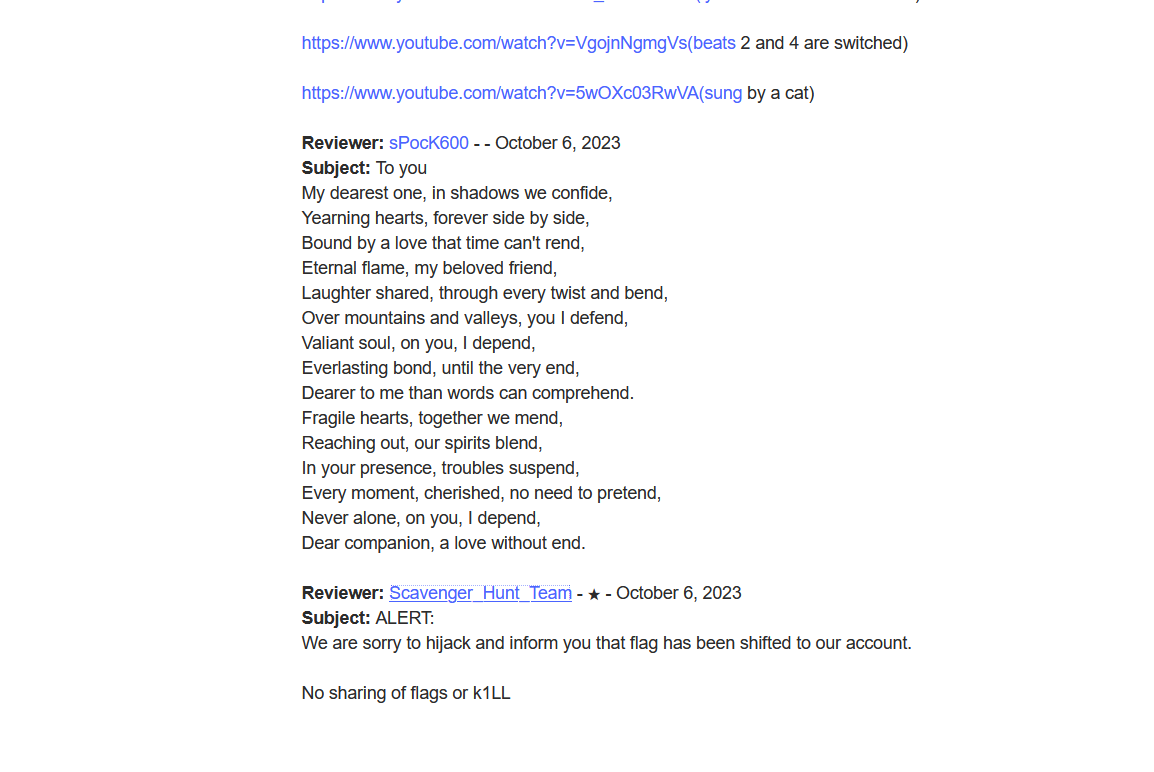 https://www.youtube.com/watch?v=VgojnNgmgVs(beats 2 and 4 are switched)
https://www.youtube.com/watch?v=5wOXc03RwVA(sung by a cat)
Reviewer: sPocK600 - - October 6, 2023
Subject: To you
My dearest one, in shadows we confide,
Yearning hearts, forever side by side,
Bound by a love that time can't rend,
Eternal flame, my beloved friend,
Laughter shared, through every twist and bend,
Over mountains and valleys, you I defend,
Valiant soul, on you, I depend,
Everlasting bond, until the very end,
Dearer to me than words can comprehend.
Fragile hearts, together we mend,
Reaching out, our spirits blend,
In your presence, troubles suspend,
Every moment, cherished, no need to pretend,
Never alone, on you, I depend,
Dear companion, a love without end.
Reviewer: Scavenger_Hunt_Team - ★ - October 6, 2023
Subject: ALERT:
We are sorry to hijack and inform you that flag has been shifted to our account.
No sharing of flags or k1LL